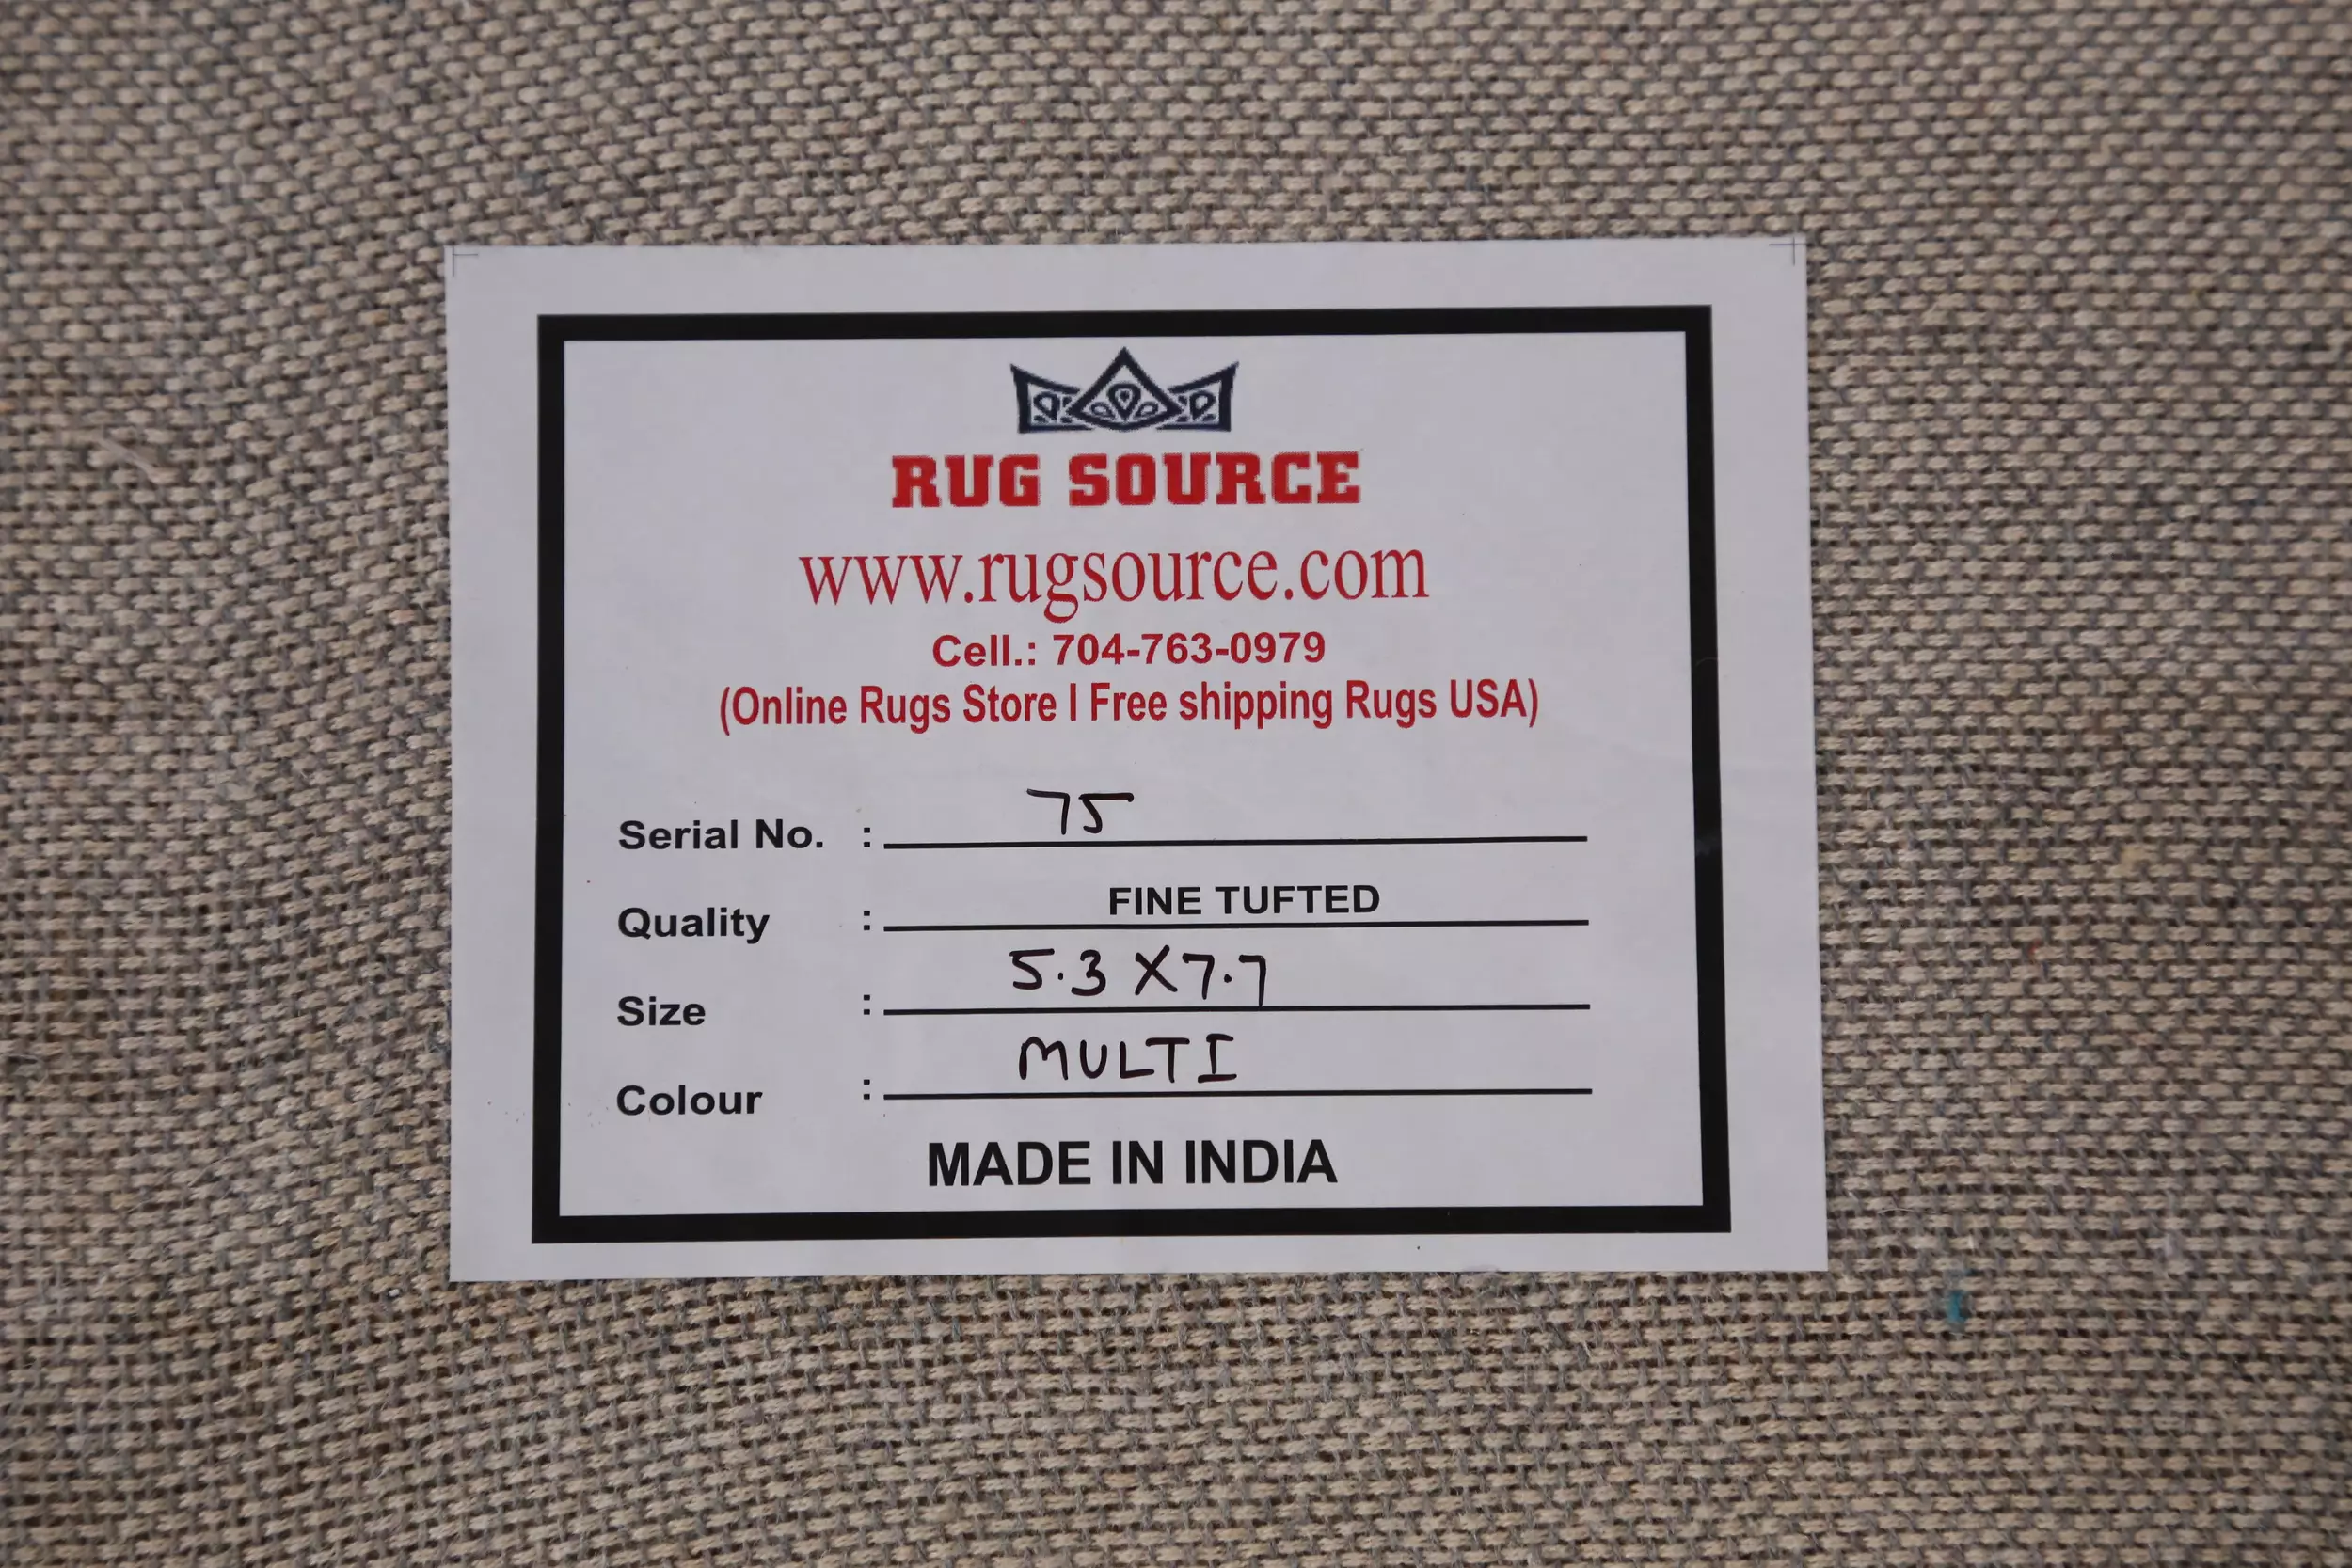 RUG SOURCE
www.rugsource.com
Cell.: 704-763-0979
(Online Rugs Store I Free shipping Rugs USA)
Serial No. : 75
Quality : FINE TUFTED
Size : 5.3 X 7.7
Colour : MULTI
MADE IN INDIA